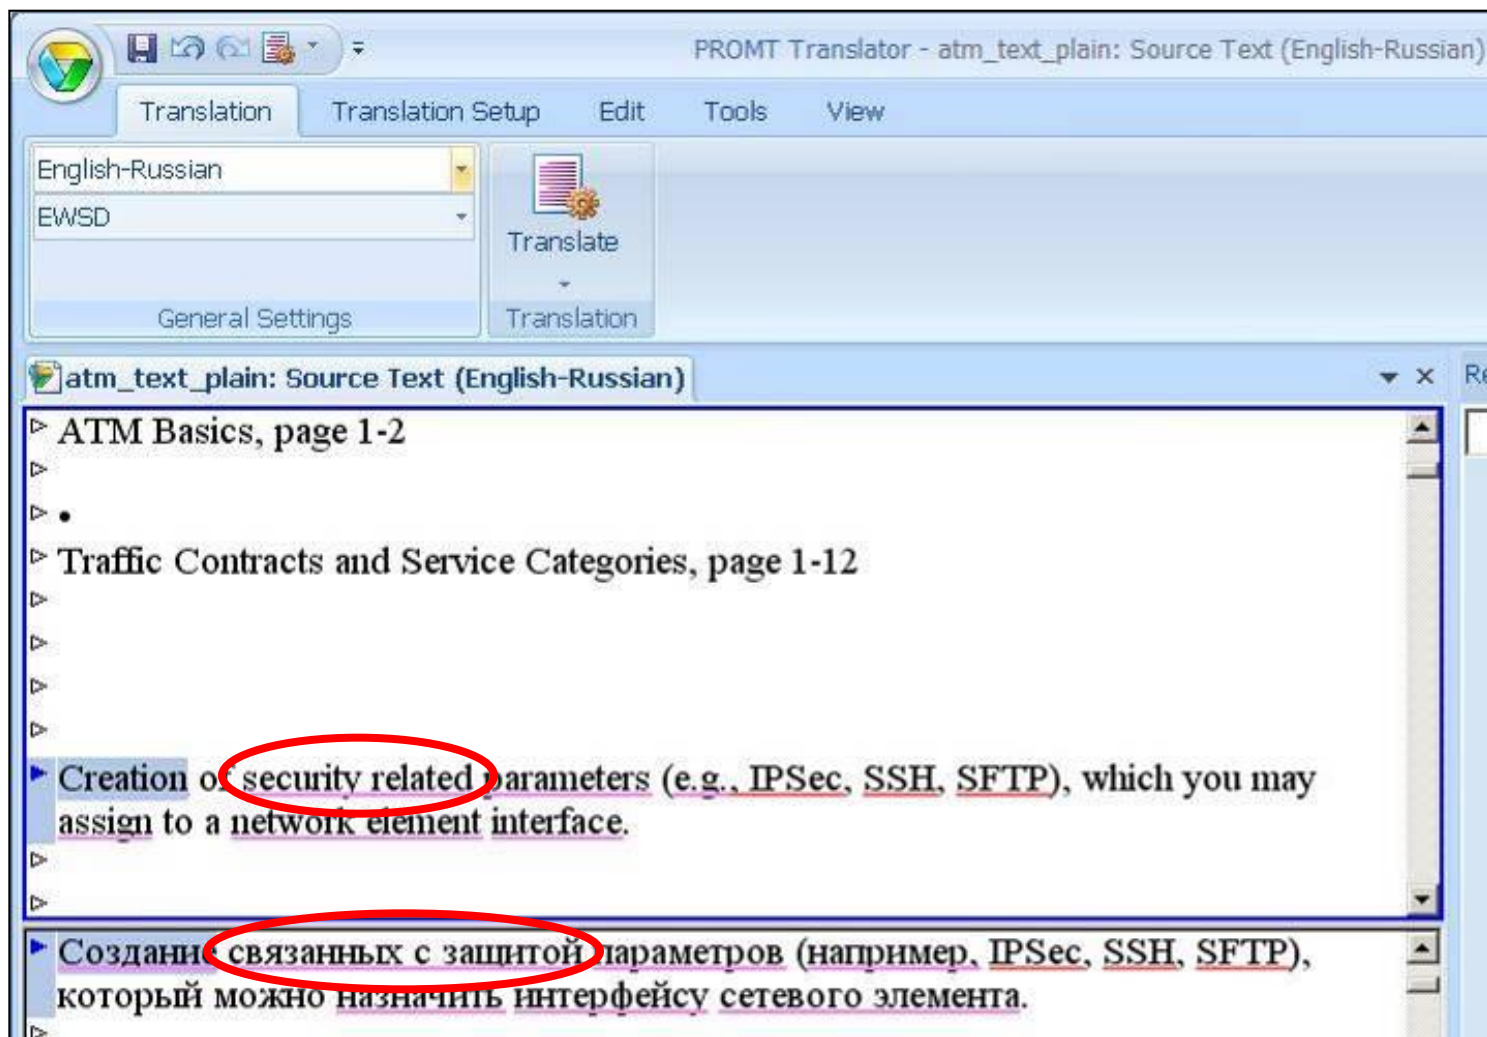 PROMT Translator - atm_text_plain: Source Text (English-Russian)
Translation Translation Setup Edit Tools View
English-Russian
EWSD
Translate
General Settings Translation
atm_text_plain: Source Text (English-Russian)
ATM Basics, page 1-2
•
Traffic Contracts and Service Categories, page 1-12
Creation of security related parameters (e.g., IPSec, SSH, SFTP), which you may
assign to a network element interface.
Создание связанных с защитой параметров (например, IPSec, SSH, SFTP),
который можно назначить интерфейсу сетевого элемента.